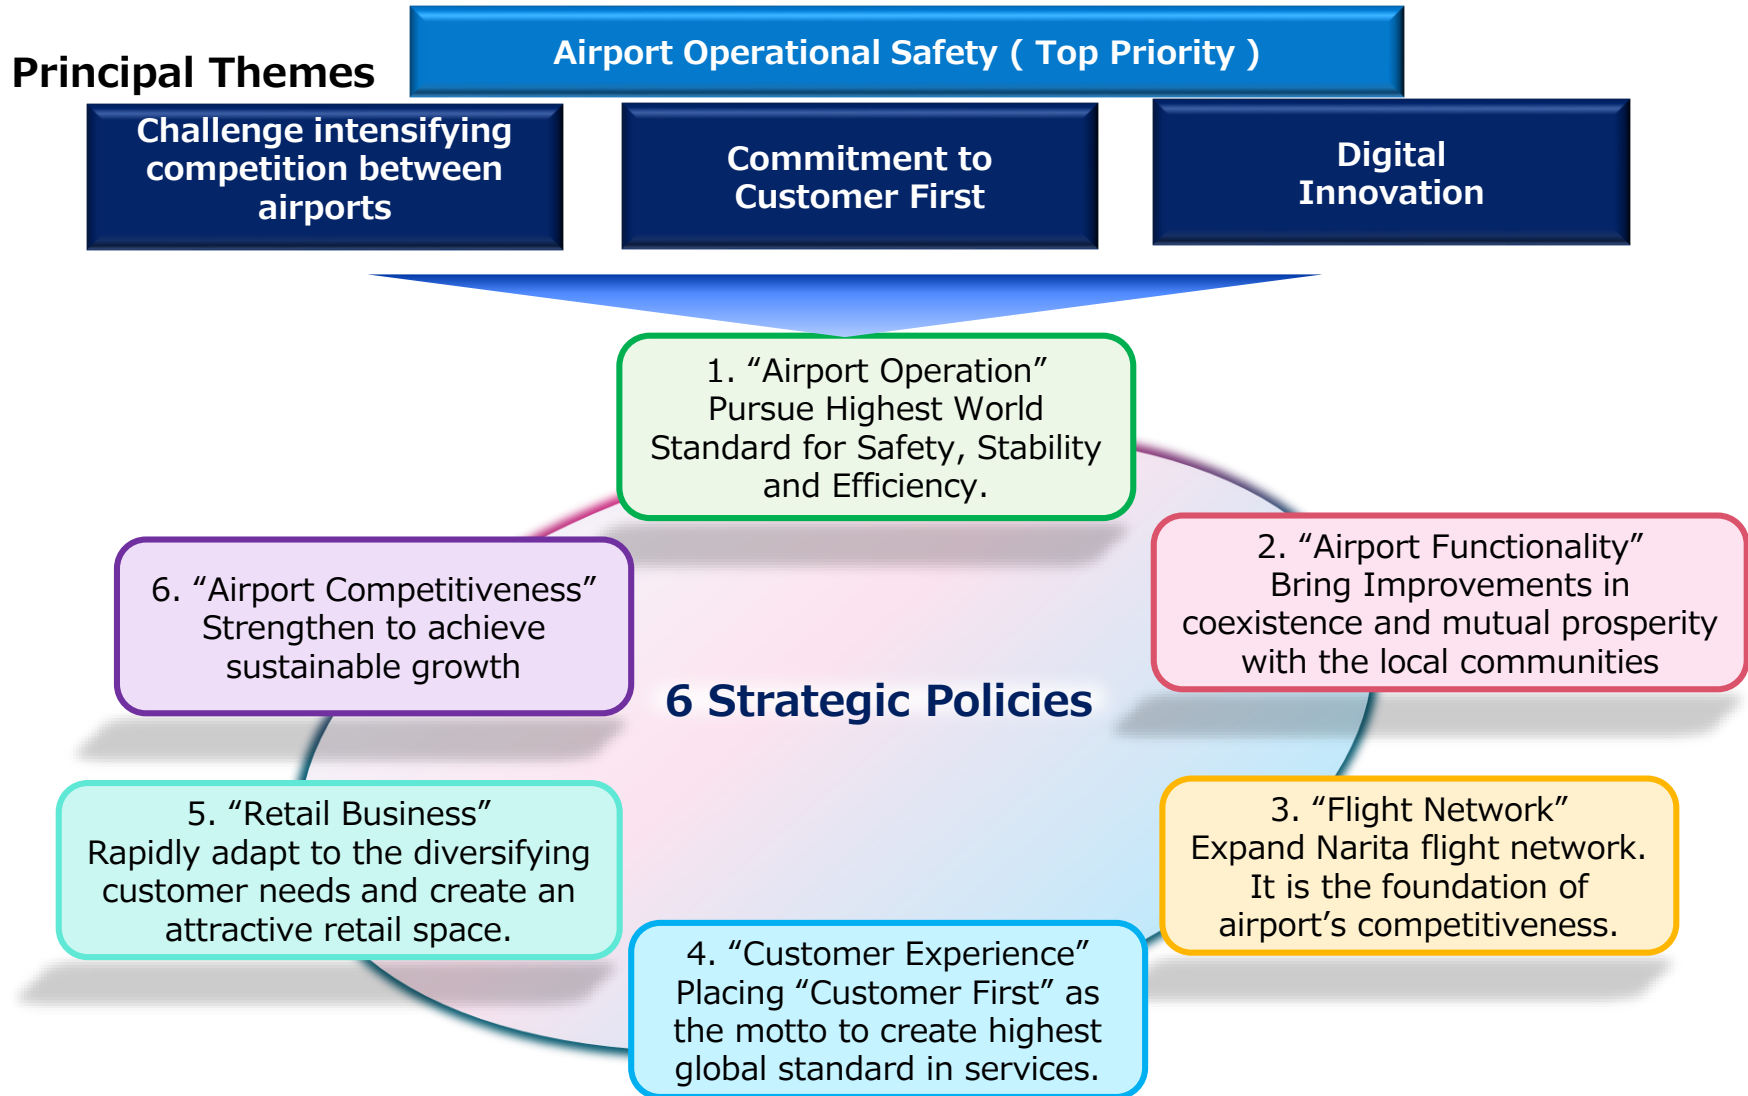 Principal Themes
Airport Operational Safety ( Top Priority )
Challenge intensifying
competition between
airports
Commitment to
Customer First
Digital
Innovation
1. “Airport Operation”
Pursue Highest World
Standard for Safety, Stability
and Efficiency.
2. “Airport Functionality”
Bring Improvements in
coexistence and mutual prosperity
with the local communities
6. “Airport Competitiveness”
Strengthen to achieve
sustainable growth
6 Strategic Policies
5. “Retail Business”
Rapidly adapt to the diversifying
customer needs and create an
attractive retail space.
3. “Flight Network”
Expand Narita flight network.
It is the foundation of
airport’s competitiveness.
4. “Customer Experience”
Placing “Customer First” as
the motto to create highest
global standard in services.